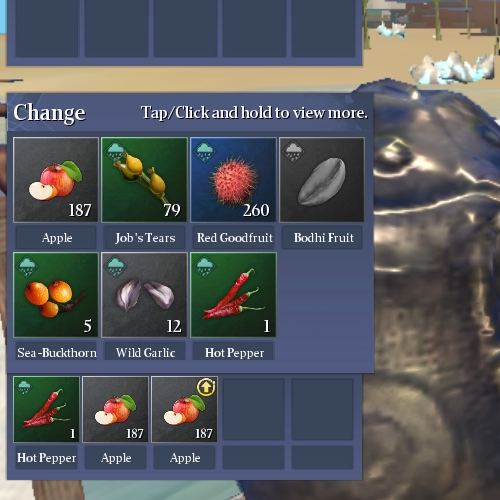 Change
Tap/Click and hold to view more.
187
79
260
Apple
Job's Tears
Red Goodfruit
Bodhi Fruit
5
12
1
Sea-Buckthorn
Wild Garlic
Hot Pepper
1
187
187
Hot Pepper
Apple
Apple